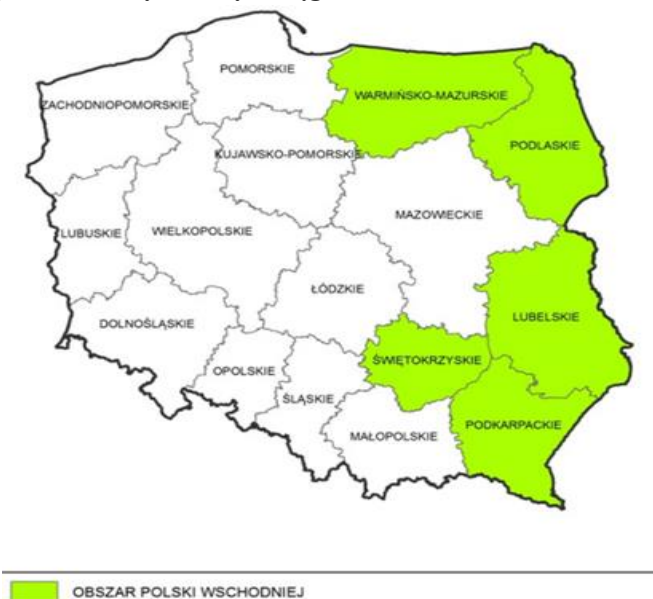 POMORSKIE
WARMIŃSKO-MAZURSKIE
ZACHODNIOPOMORSKIE
PODLASKIE
KUJAWSKO-POMORSKIE
MAZOWIECKIE
LUBUSKIE
WIELKOPOLSKIE
ŁÓDZKIE
LUBELSKIE
DOLNOŚLĄSKIE
ŚWIĘTOKRZYSKIE
OPOLSKIE
ŚLĄSKIE
PODKARPACKIE
MAŁOPOLSKIE
OBSZAR POLSKI WSCHODNIEJ